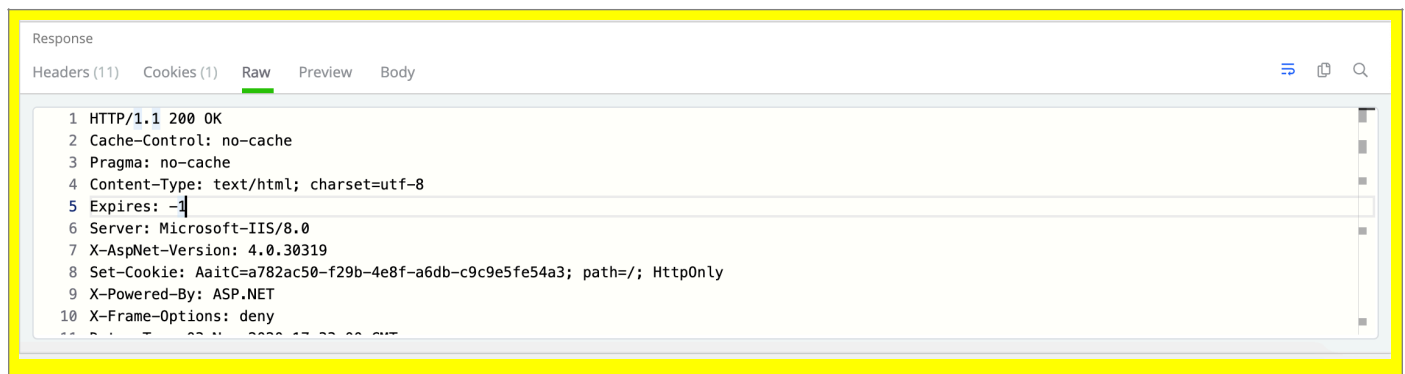 Response
Headers (11) Cookies (1) Raw Preview Body
1 HTTP/1.1 200 OK
2 Cache-Control: no-cache
3 Pragma: no-cache
4 Content-Type: text/html; charset=utf-8
5 Expires: -1
6 Server: Microsoft-IIS/8.0
7 X-AspNet-Version: 4.0.30319
8 Set-Cookie: AaitC=a782ac50-f29b-4e8f-a6db-c9c9e5fe54a3; path=/; HttpOnly
9 X-Powered-By: ASP.NET
10 X-Frame-Options: deny